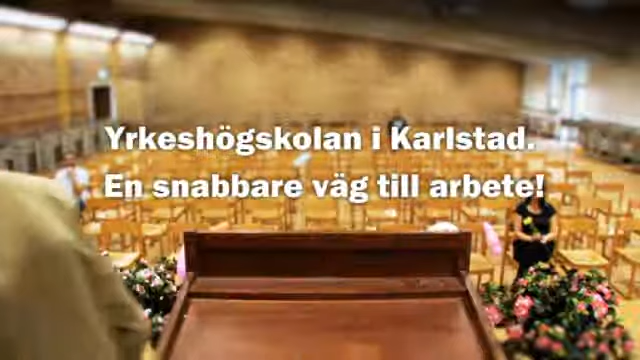 Yrkeshögskolan i Karlstad.
En snabbare väg till arbete!